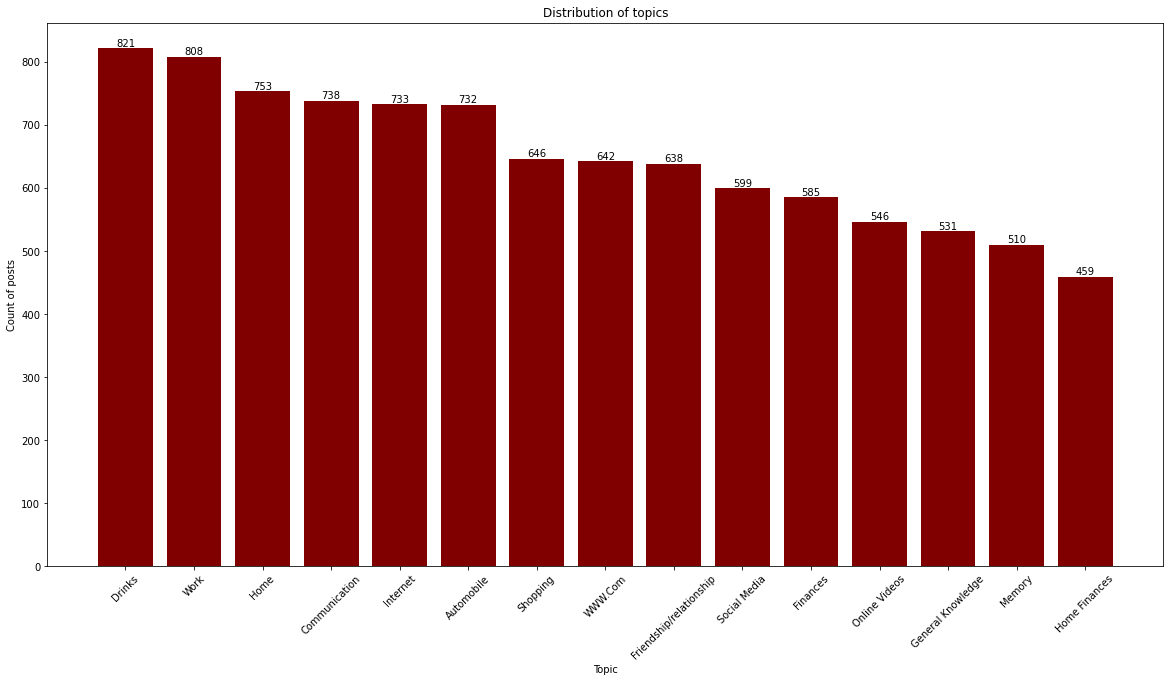 Distribution of topics
Count of posts
800
700
600
500
400
300
200
100
0
821
808
753
738
733
732
646
642
638
599
585
546
531
510
459
Drinks
Work
Home
Communication
Internet
Automobile
Shopping
WWW.Com
Friendship/relationship
Social Media
Finances
Online Videos
General Knowledge
Memory
Home Finances
Topic